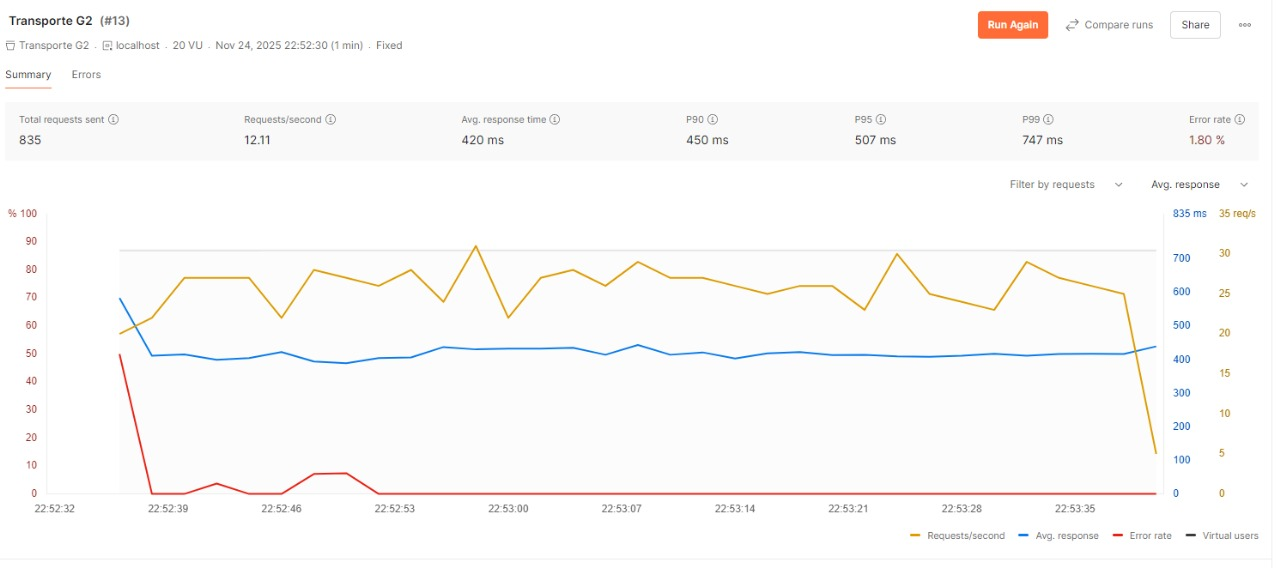 Transporte G2 (#13)
Run Again
Compare runs
Share
Transporte G2 . localhost . 20 VU . Nov 24, 2025 22:52:30 (1 min) . Fixed
Summary Errors
Total requests sent Requests/second Avg. response time P90 P95 P99 Error rate
835 12.11 420 ms 450 ms 507 ms 747 ms 1.80 %
Filter by requests Avg. response
% 100 835 ms 35 req/s
90
80
70
60
50
40
30
20
10
0
700
600
500
400
300
200
100
0
30
25
20
15
10
5
0
22:52:32 22:52:39 22:52:46 22:52:53 22:53:00 22:53:07 22:53:14 22:53:21 22:53:28 22:53:35
Requests/second Avg. response Error rate Virtual users